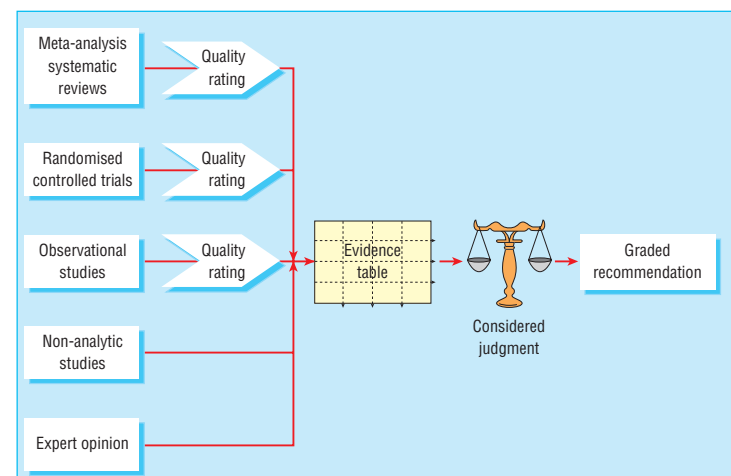 Meta-analysis
systematic
reviews
Quality
rating
Randomised
controlled trials
Quality
rating
Observational
studies
Quality
rating
Evidence
table
Graded
recommendation
Considered
judgment
Non-analytic
studies
Expert opinion